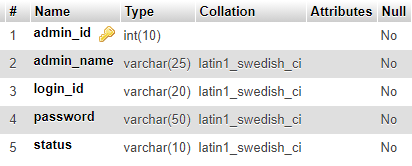 # Name Type Collation Attributes Null
1 admin_id int(10) No
2 admin_name varchar(25) latin1_swedish_ci No
3 login_id varchar(20) latin1_swedish_ci No
4 password varchar(50) latin1_swedish_ci No
5 status varchar(10) latin1_swedish_ci No